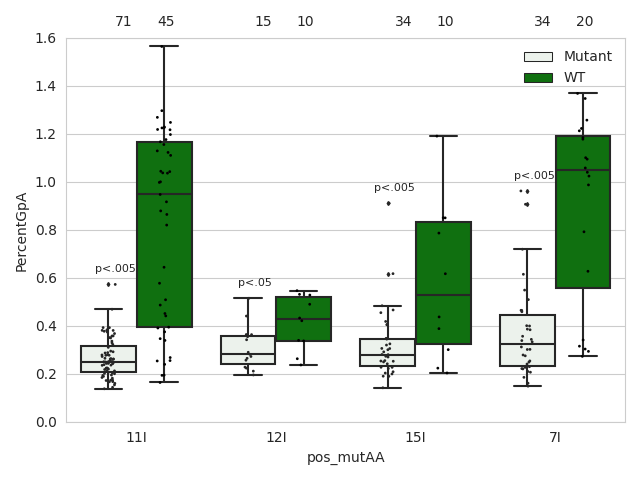 71 45 15 10 34 10 34 20
1.6
1.4
1.2
1.0
0.8
0.6
0.4
0.2
0.0
PercentGpA
Mutant
WT
p<.005
p<.05
p<.005
p<.005
11I 12I 15I 7I
pos_mutAA